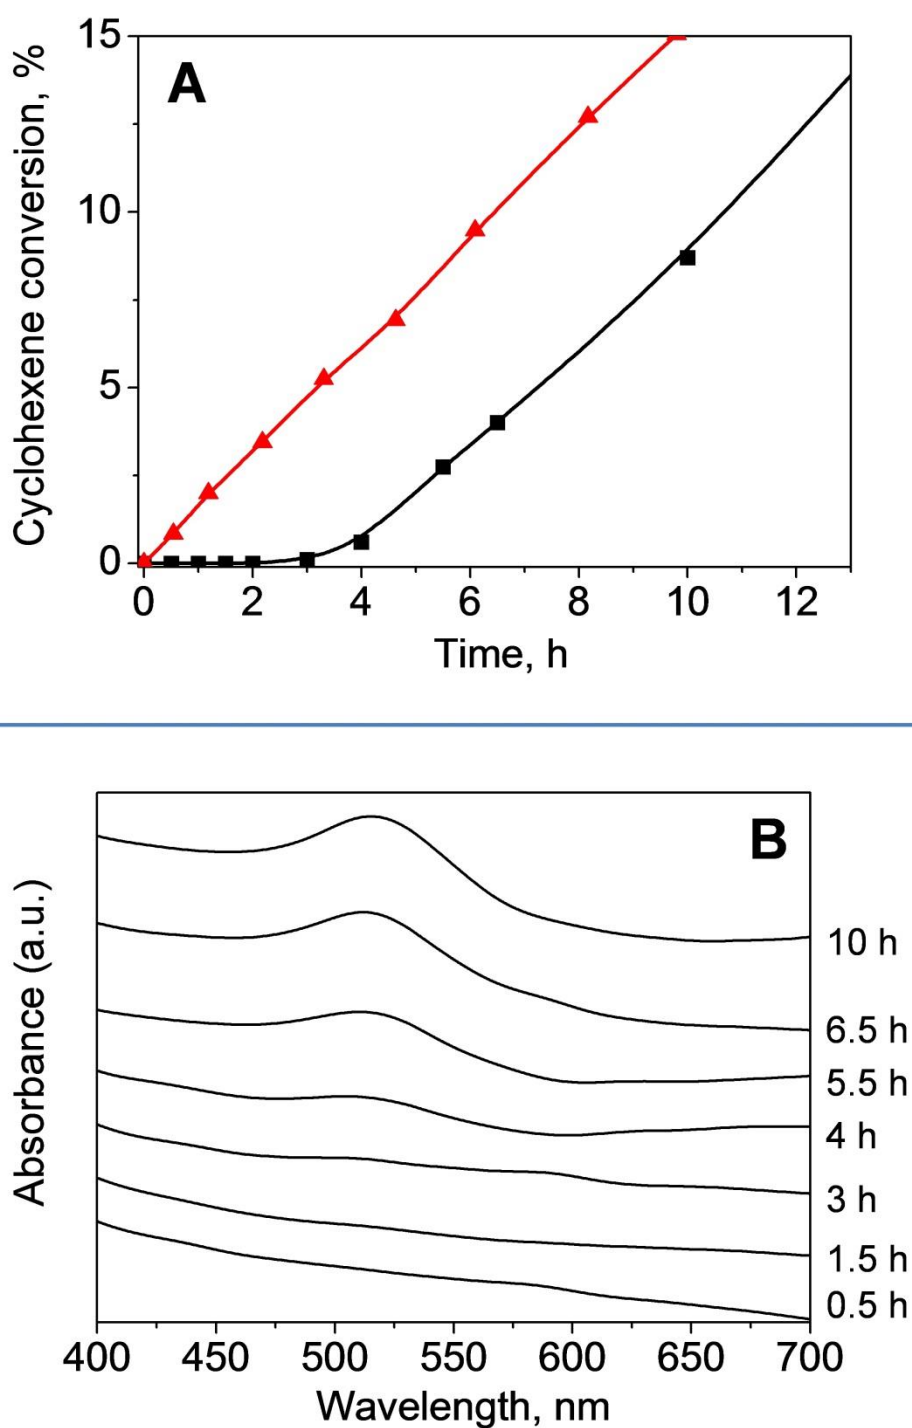 A
Cyclohexene conversion, %
15
10
5
0
0 2 4 6 8 10 12
Time, h
B
Absorbance (a.u.)
10 h
6.5 h
5.5 h
4 h
3 h
1.5 h
0.5 h
400 450 500 550 600 650 700
Wavelength, nm